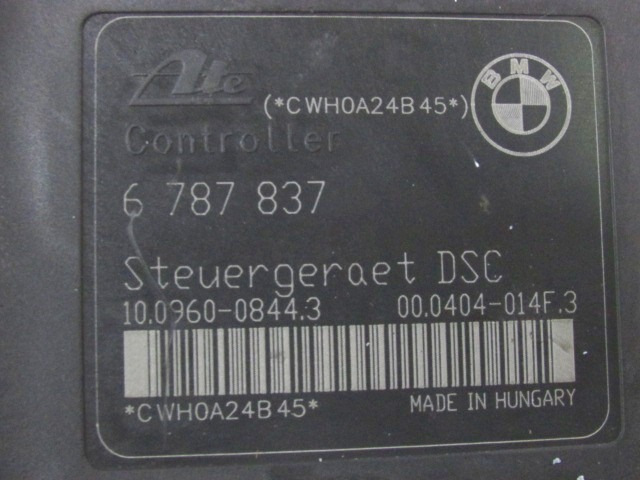 Ate
BMW
(*CWH0A24B45*)
Controller
6 787 837
Steuergeraet DSC
10.0960-0844.3 00.0404-014F.3
*CWH0A24B45* MADE IN HUNGARY